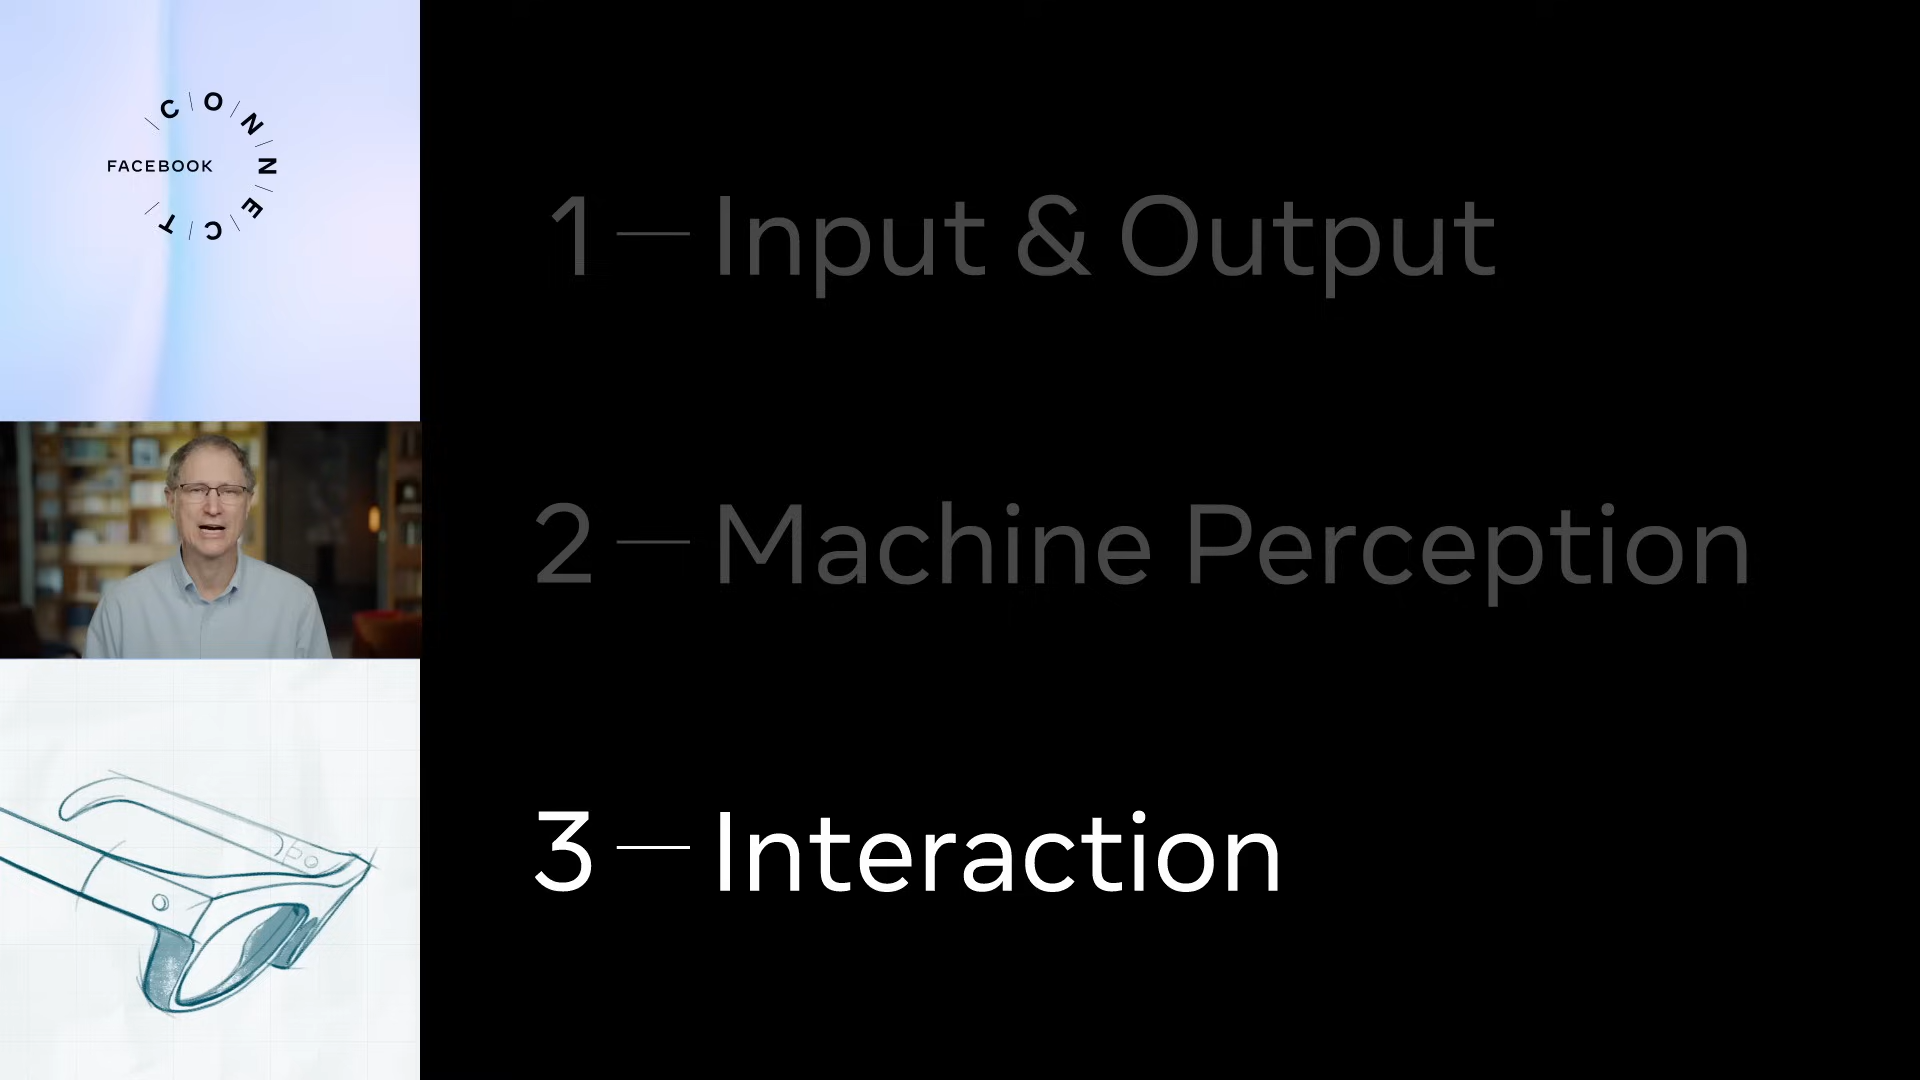 FACEBOOK
CONNECT
1 — Input & Output
2 — Machine Perception
3 — Interaction